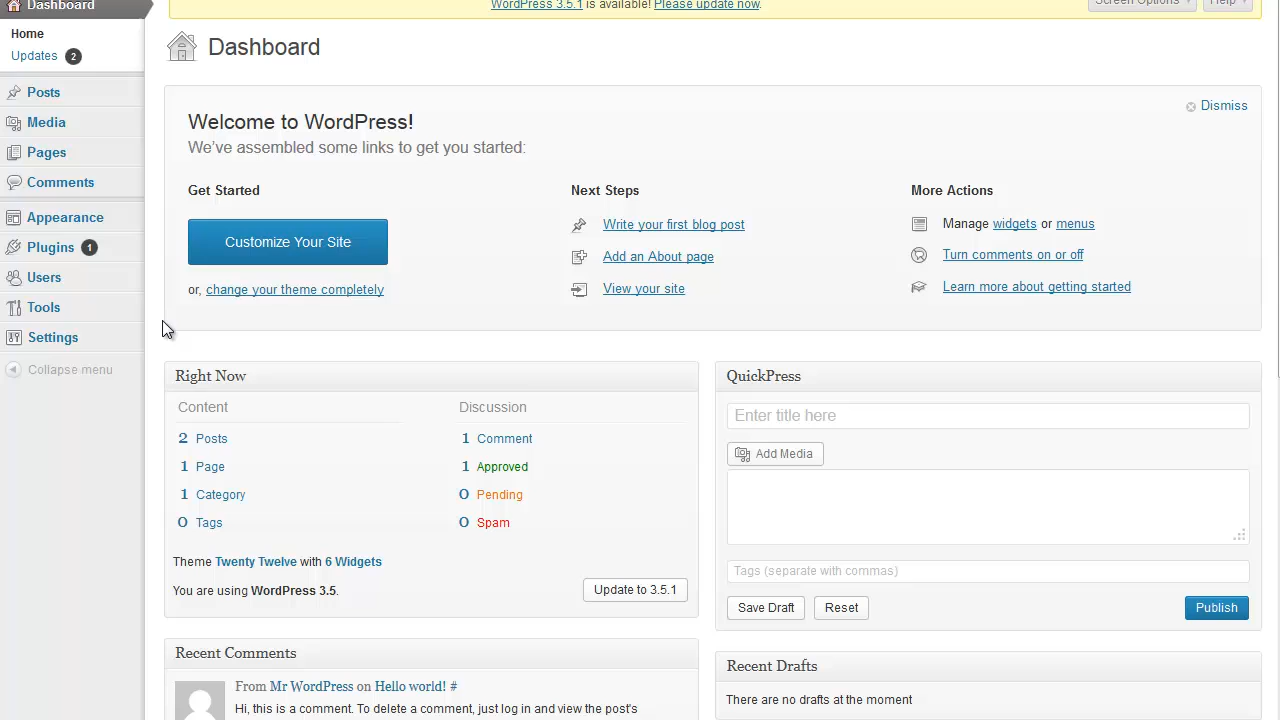 Dashboard
WordPress 3.5.1 is available! Please update now.
Screen Options
Help
Home
Updates 2
Posts
Media
Pages
Comments
Appearance
Plugins 1
Users
Tools
Settings
Collapse menu
Dashboard
Dismiss
Welcome to WordPress!
We've assembled some links to get you started:
Get Started
Customize Your Site
or, change your theme completely
Next Steps
Write your first blog post
Add an About page
View your site
More Actions
Manage widgets or menus
Turn comments on or off
Learn more about getting started
Right Now
Content
2 Posts
1 Page
1 Category
0 Tags
Discussion
1 Comment
1 Approved
0 Pending
0 Spam
Theme Twenty Twelve with 6 Widgets
You are using WordPress 3.5.
Update to 3.5.1
Recent Comments
From Mr WordPress on Hello world! #
Hi, this is a comment. To delete a comment, just log in and view the post's
QuickPress
Enter title here
Add Media
Tags (separate with commas)
Save Draft
Reset
Publish
Recent Drafts
There are no drafts at the moment